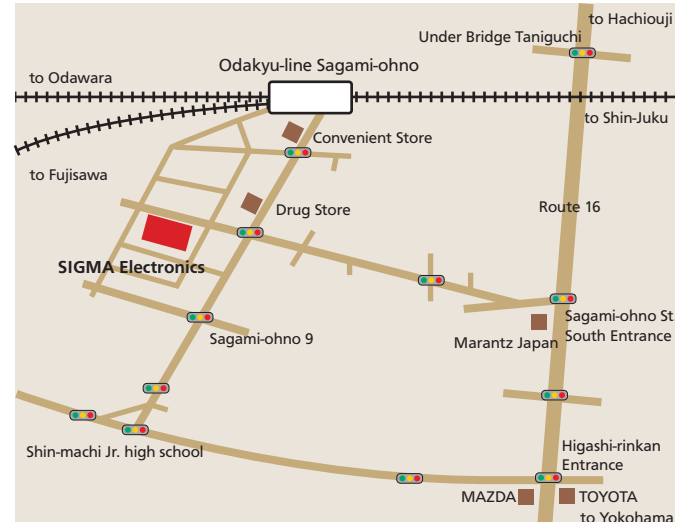 to Hachiouji
Under Bridge Taniguchi
Odakyu-line Sagami-ohno
to Odawara
to Shin-Juku
Convenient Store
to Fujisawa
Drug Store
Route 16
SIGMA Electronics
Sagami-ohno St
South Entrance
Sagami-ohno 9
Marantz Japan
Shin-machi Jr. high school
Higashi-rinkan
Entrance
MAZDA
TOYOTA
to Yokohama